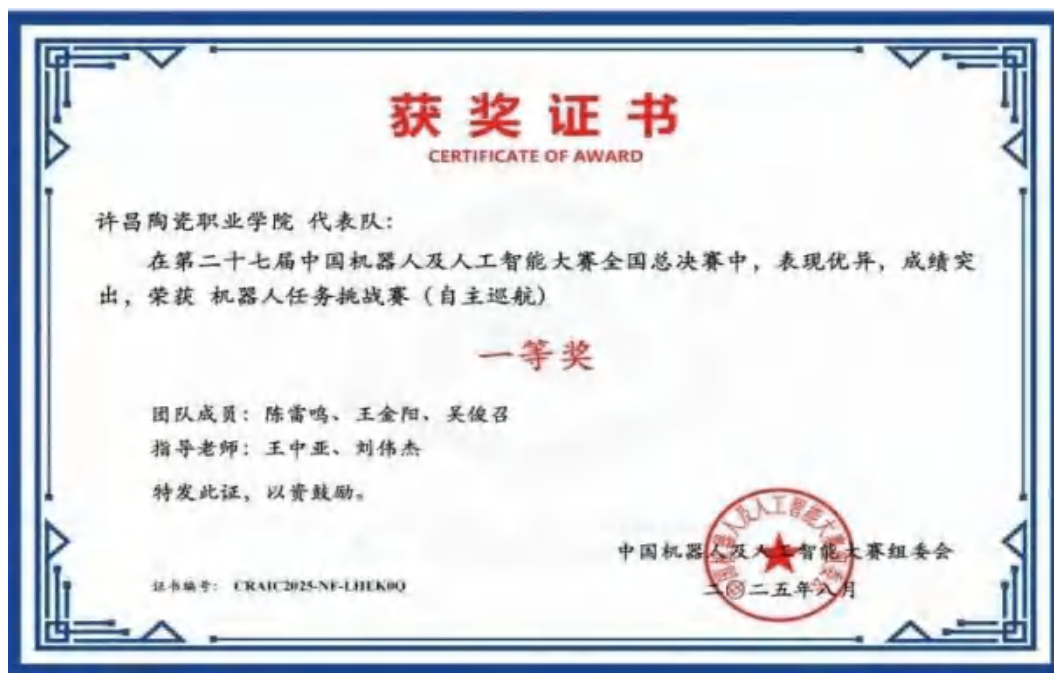 获奖证书
CERTIFICATE OF AWARD
许昌陶瓷职业学院 代表队:
在第二十七届中国机器人及人工智能大赛全国总决赛中，表现优异，成绩突
出，荣获 机器人任务挑战赛（自主巡航）
一等奖
团队成员：陈雷鸣、王金阳、吴俊召
指导老师：王中亚、刘伟杰
特发此证，以资鼓励。
中国机器人及人工智能大赛组委会
二〇二五年八月
证书编号： CRAIC2025-NF-LHEK0Q